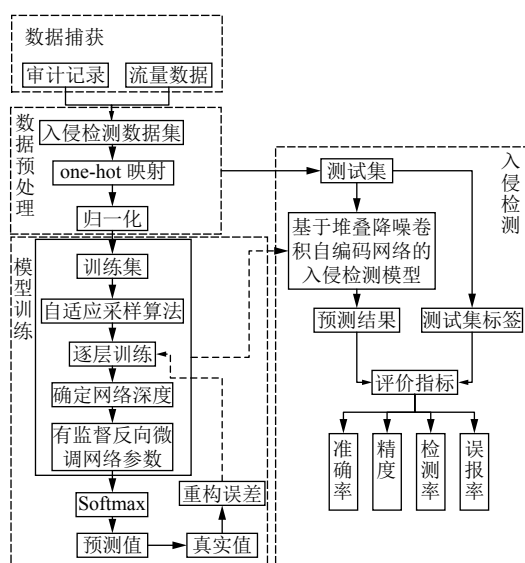 数据捕获
审计记录
流量数据
数据预处理
入侵检测数据集
one-hot 映射
归一化
模型训练
训练集
自适应采样算法
逐层训练
确定网络深度
有监督反向微
调网络参数
Softmax
预测值
真实值
重构误差
入侵检测
测试集
基于堆叠降噪卷
积自编码网络的
入侵检测模型
预测结果
测试集标签
评价指标
准确率
精度
检测率
误报率